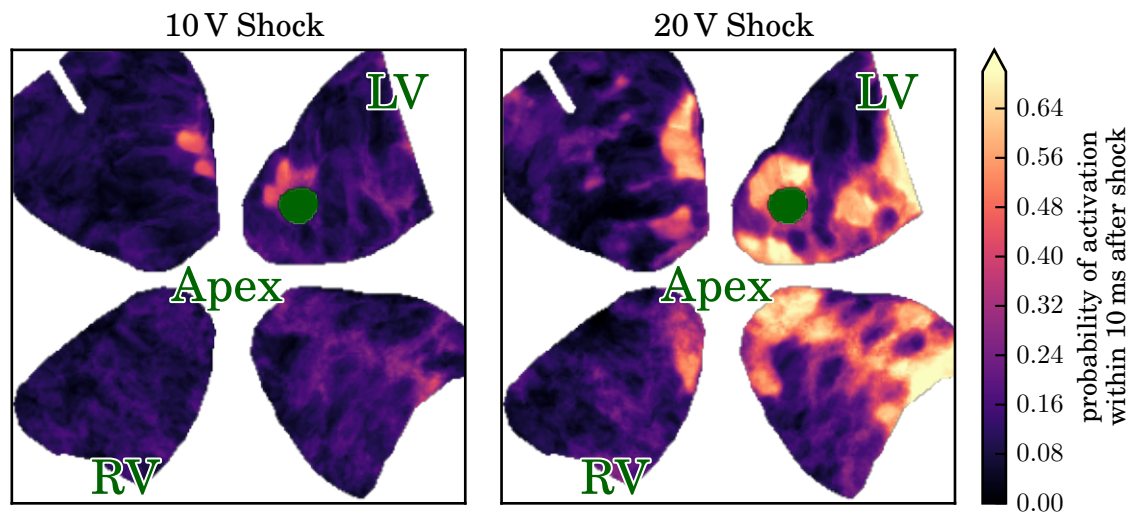 10 V Shock
20 V Shock
LV
Apex
RV
LV
Apex
RV
0.64
0.56
0.48
0.40
0.32
0.24
0.16
0.08
0.00
probability of activation
within 10 ms after shock